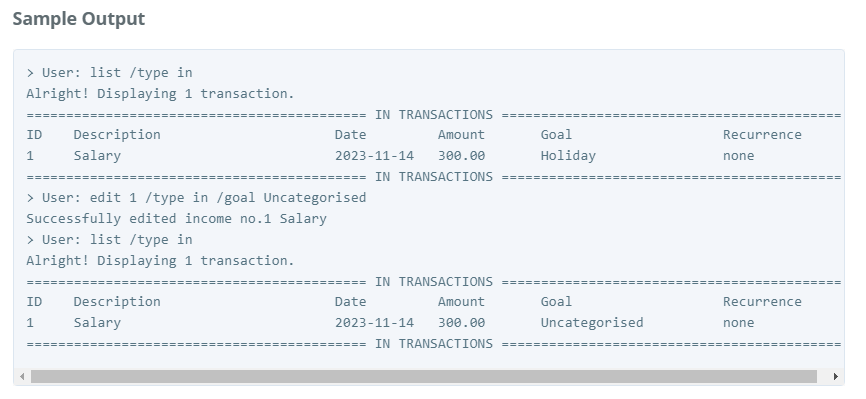 Sample Output
> User: list /type in
Alright! Displaying 1 transaction.
=========================================== IN TRANSACTIONS ===========================================
ID    Description                      Date         Amount       Goal                   Recurrence
1     Salary                           2023-11-14   300.00       Holiday                none
=========================================== IN TRANSACTIONS ===========================================
> User: edit 1 /type in /goal Uncategorised
Successfully edited income no.1 Salary
> User: list /type in
Alright! Displaying 1 transaction.
=========================================== IN TRANSACTIONS ===========================================
ID    Description                      Date         Amount       Goal                   Recurrence
1     Salary                           2023-11-14   300.00       Uncategorised          none
=========================================== IN TRANSACTIONS ===========================================